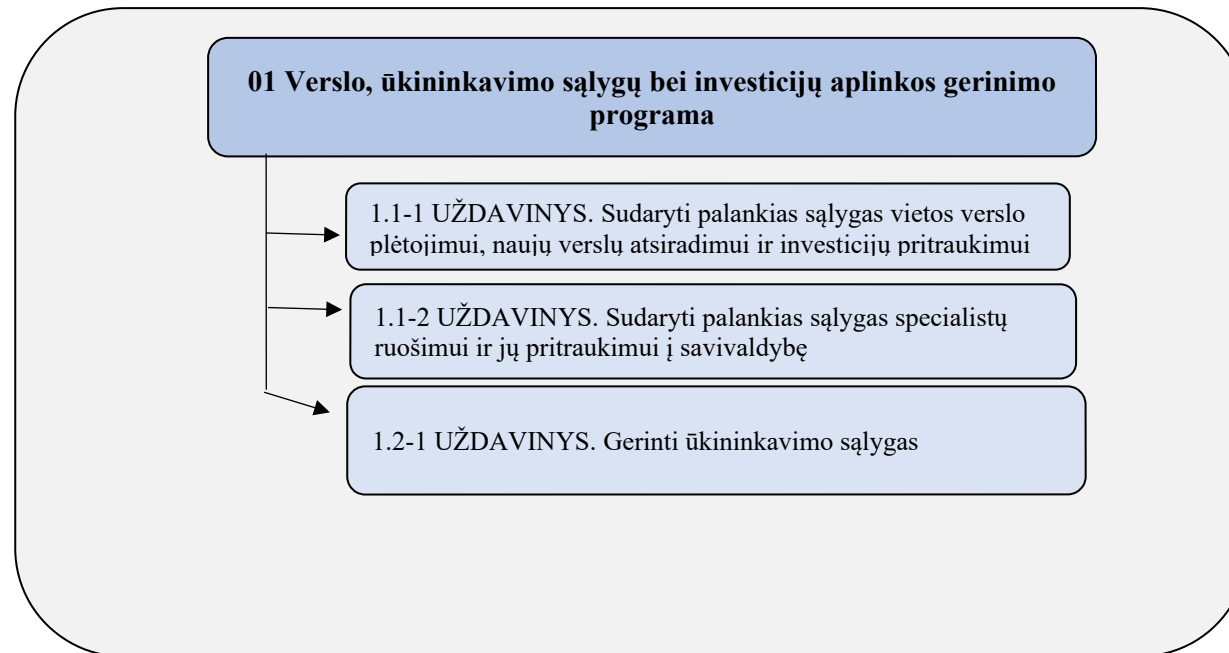 01 Verslo, ūkininkavimo sąlygų bei investicijų aplinkos gerinimo
programa
1.1-1 UŽDAVINYS. Sudaryti palankias sąlygas vietos verslo
plėtojimui, naujų verslų atsiradimui ir investicijų pritraukimui
1.1-2 UŽDAVINYS. Sudaryti palankias sąlygas specialistų
ruošimui ir jų pritraukimui į savivaldybę
1.2-1 UŽDAVINYS. Gerinti ūkininkavimo sąlygas